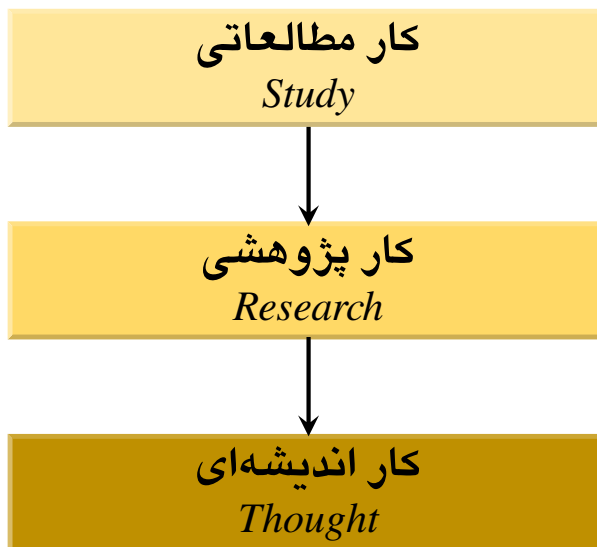 کار مطالعاتی
Study
کار پژوهشی
Research
کار اندیشه‌ای
Thought